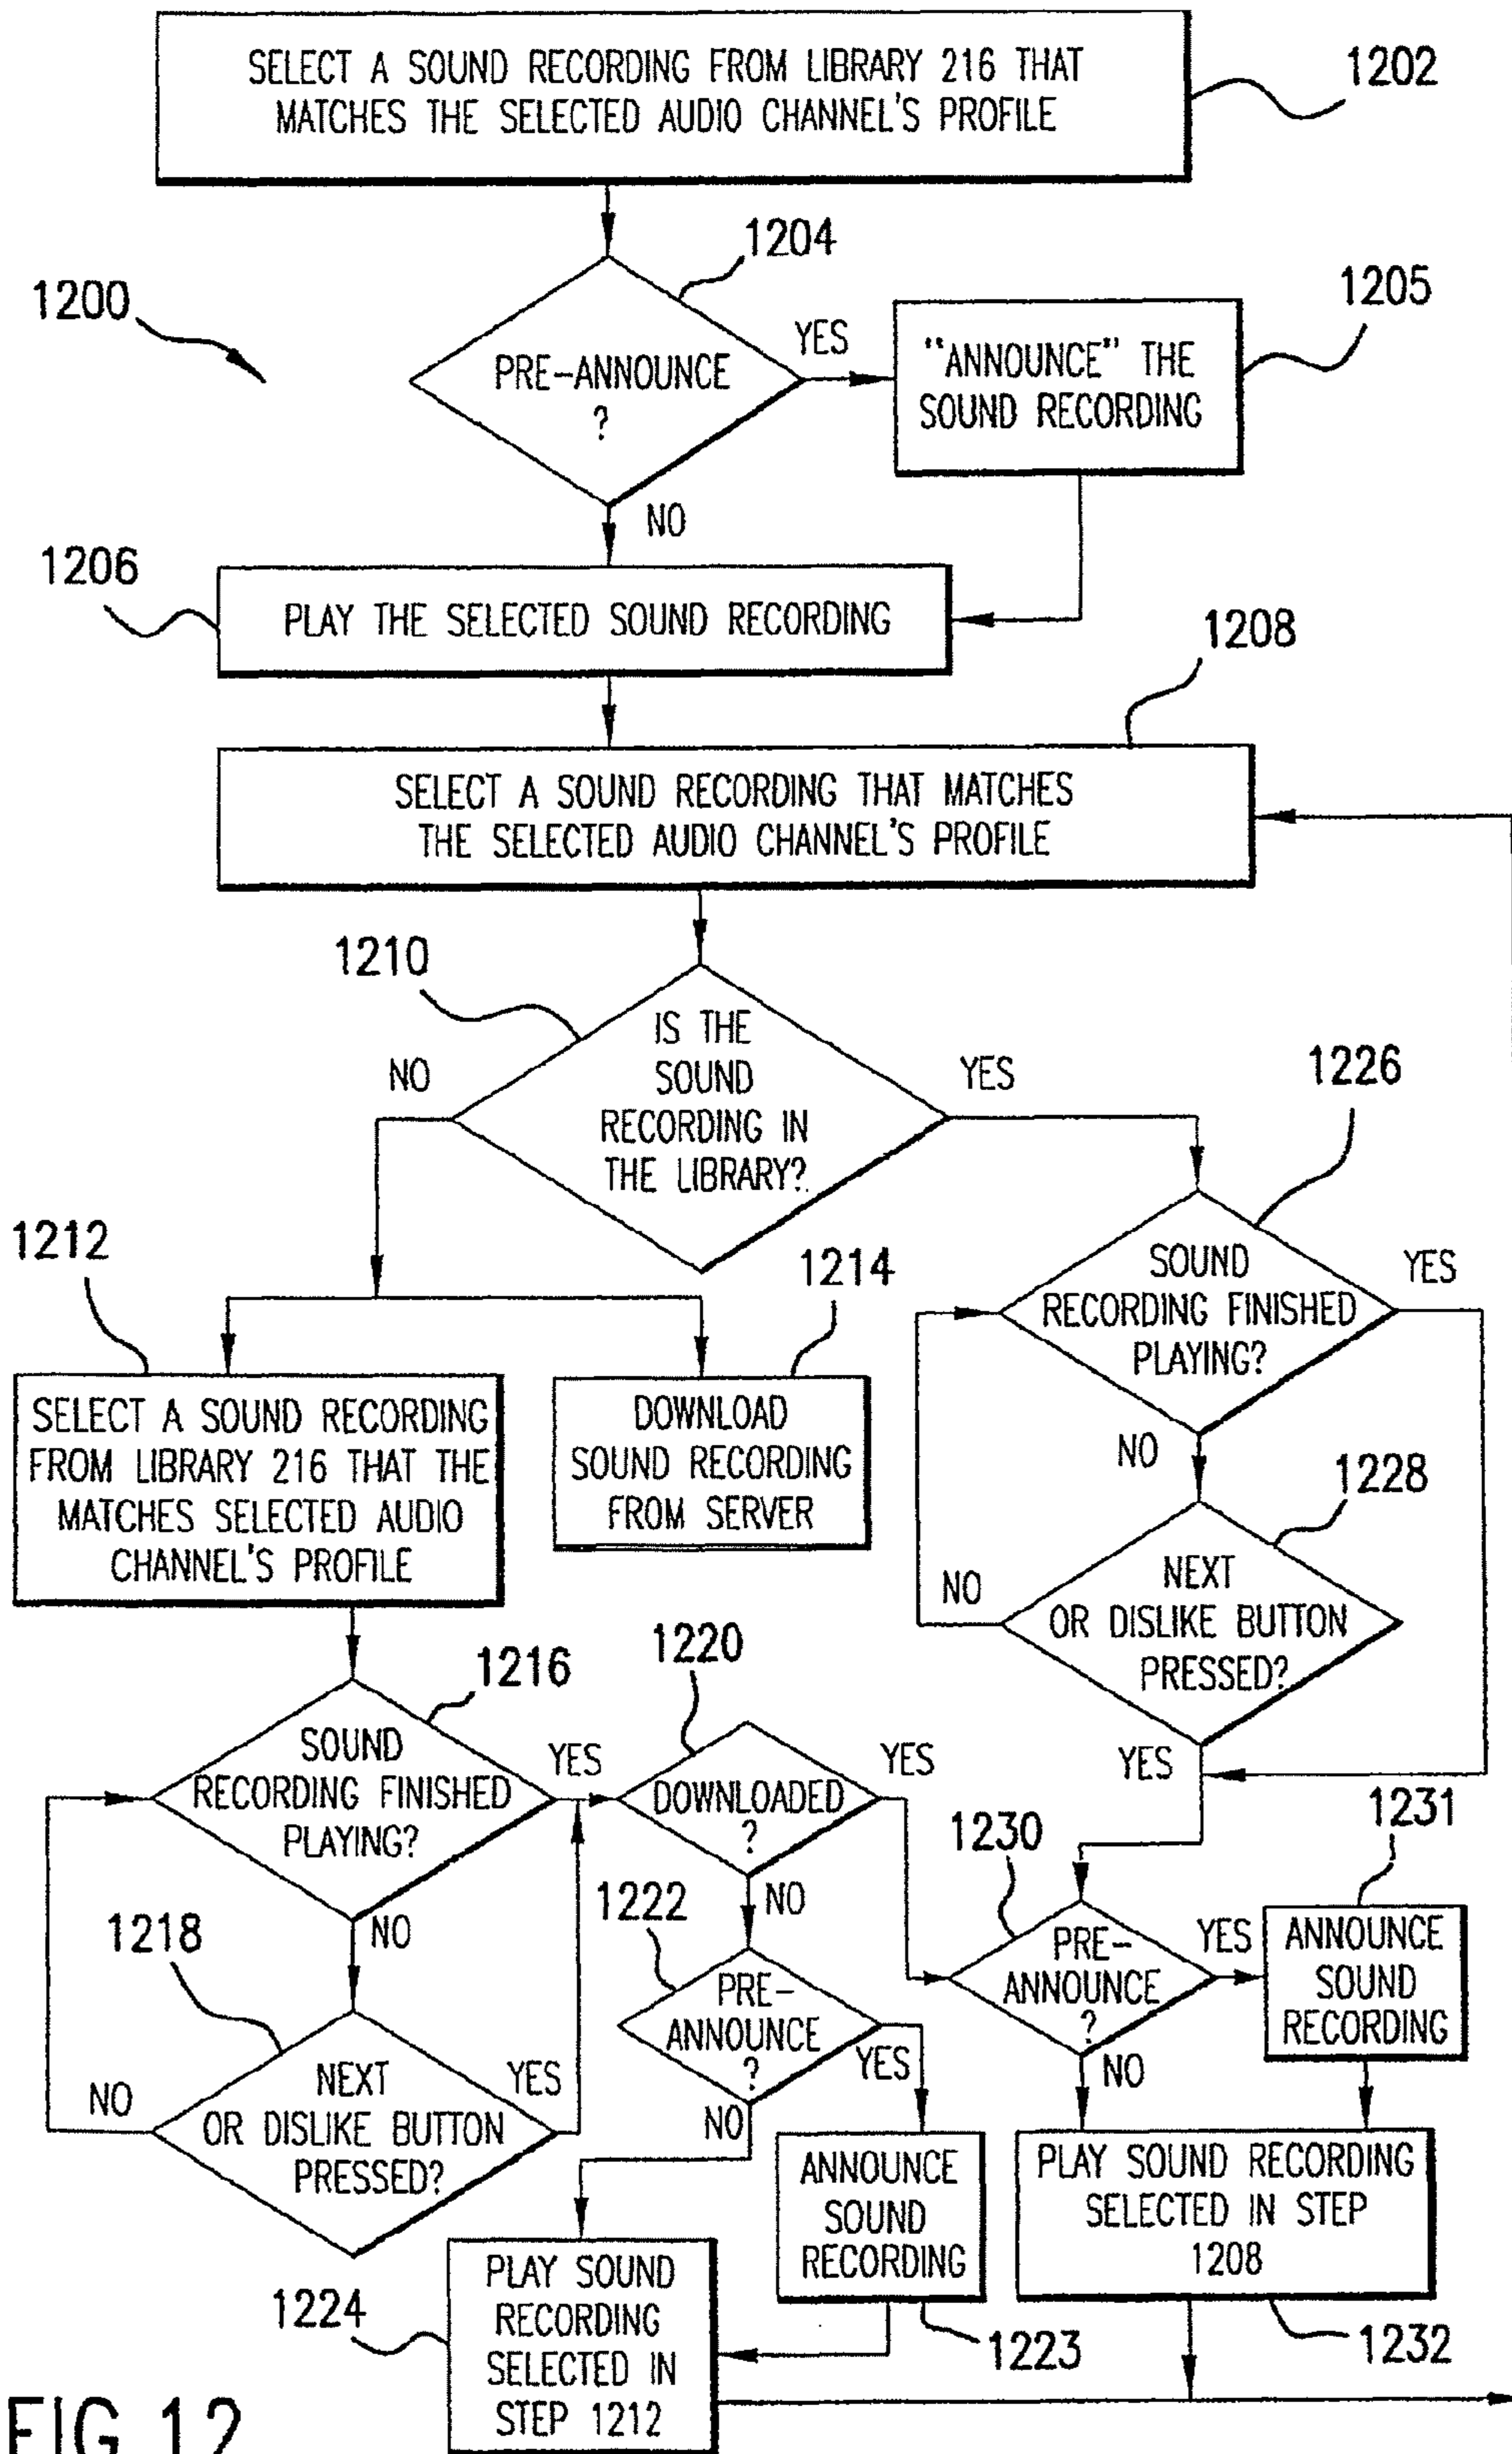 SELECT A SOUND RECORDING FROM LIBRARY 216 THAT
MATCHES THE SELECTED AUDIO CHANNEL'S PROFILE
1202
1204
1200
PRE-ANNOUNCE
?
YES
"ANNOUNCE" THE
SOUND RECORDING
1205
NO
1206
PLAY THE SELECTED SOUND RECORDING
1208
SELECT A SOUND RECORDING THAT MATCHES
THE SELECTED AUDIO CHANNEL'S PROFILE
1210
IS THE
SOUND
RECORDING IN
THE LIBRARY?
NO
YES
1226
SOUND
RECORDING FINISHED
PLAYING?
YES
NO
1228
NEXT
OR DISLIKE BUTTON
PRESSED?
NO
YES
1212
SELECT A SOUND RECORDING
FROM LIBRARY 216 THAT THE
MATCHES SELECTED AUDIO
CHANNEL'S PROFILE
1214
DOWNLOAD
SOUND RECORDING
FROM SERVER
1216
SOUND
RECORDING FINISHED
PLAYING?
YES
NO
1218
NEXT
OR DISLIKE BUTTON
PRESSED?
NO
YES
1220
DOWNLOADED
?
YES
NO
1222
PRE-
ANNOUNCE
?
YES
NO
ANNOUNCE
SOUND
RECORDING
1223
1224
PLAY SOUND
RECORDING
SELECTED IN
STEP 1212
1230
PRE-
ANNOUNCE
?
YES
NO
1231
ANNOUNCE
SOUND
RECORDING
PLAY SOUND RECORDING
SELECTED IN STEP
1208
1232
FIG.12